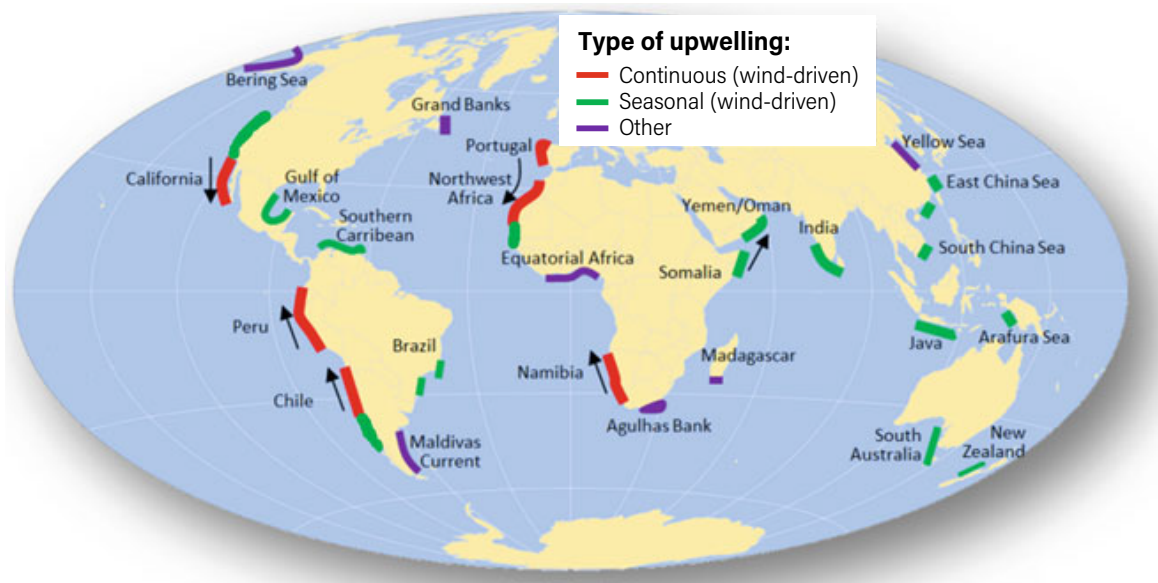 Type of upwelling:
Continuous (wind-driven)
Seasonal (wind-driven)
Other
Bering Sea
Grand Banks
Portugal
Yellow Sea
California
Gulf of
Mexico
Northwest
Africa
East China Sea
Southern
Carribean
Yemen/Oman
India
South China Sea
Equatorial Africa
Somalia
Peru
Brazil
Java
Arafura Sea
Namibia
Madagascar
Chile
Agulhas Bank
Maldivas
Current
South
Australia
New
Zealand